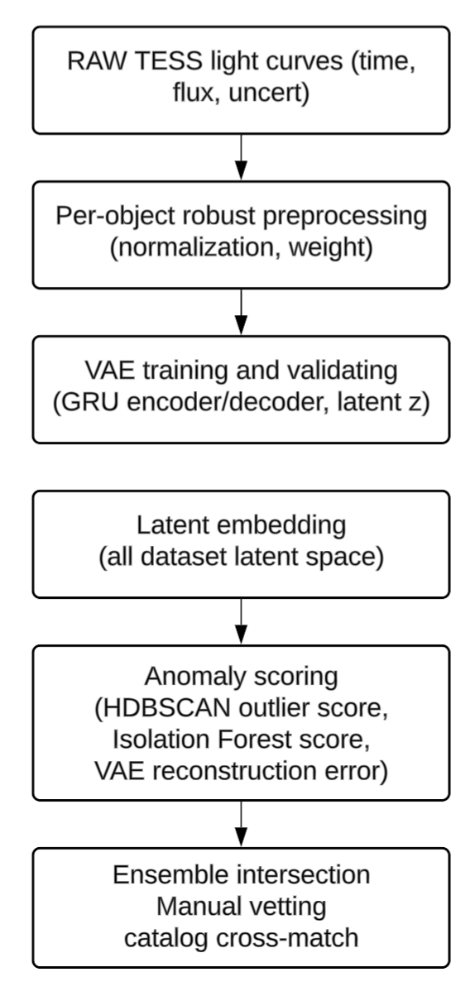 RAW TESS light curves (time,
flux, uncert)
Per-object robust preprocessing
(normalization, weight)
VAE training and validating
(GRU encoder/decoder, latent z)
Latent embedding
(all dataset latent space)
Anomaly scoring
(HDBSCAN outlier score,
Isolation Forest score,
VAE reconstruction error)
Ensemble intersection
Manual vetting
catalog cross-match